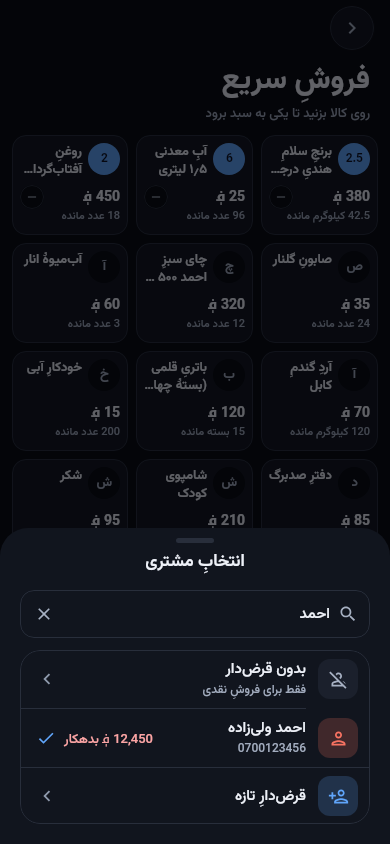 فروشِ سریع
روی کالا بزنید تا یکی به سبد برود
2.5
برنجِ سلامِ
هندیِ درجـ...
380 ؋
42.5 کیلوگرم مانده
6
آبِ معدنی
۱٫۵ لیتری
25 ؋
96 عدد مانده
2
روغنِ
آفتاب‌گردا...
450 ؋
18 عدد مانده
ص
صابونِ گلنار
35 ؋
24 عدد مانده
چ
چای سبزِ
احمد ۵۰۰ ...
320 ؋
12 عدد مانده
آ
آب‌میوهٔ انار
60 ؋
3 عدد مانده
آ
آردِ گندمِ
کابل
70 ؋
120 کیلوگرم مانده
ب
باتریِ قلمی
(بستهٔ چها...
120 ؋
15 بسته مانده
خ
خودکارِ آبی
15 ؋
200 عدد مانده
د
دفترِ صدبرگ
85 ؋
ش
شامپوی
کودک
210 ؋
ش
شکر
95 ؋
انتخابِ مشتری
احمد
بدون قرض‌دار
فقط برای فروشِ نقدی
احمد ولی‌زاده
0700123456
12,450 ؋ بدهکار
قرض‌دارِ تازه